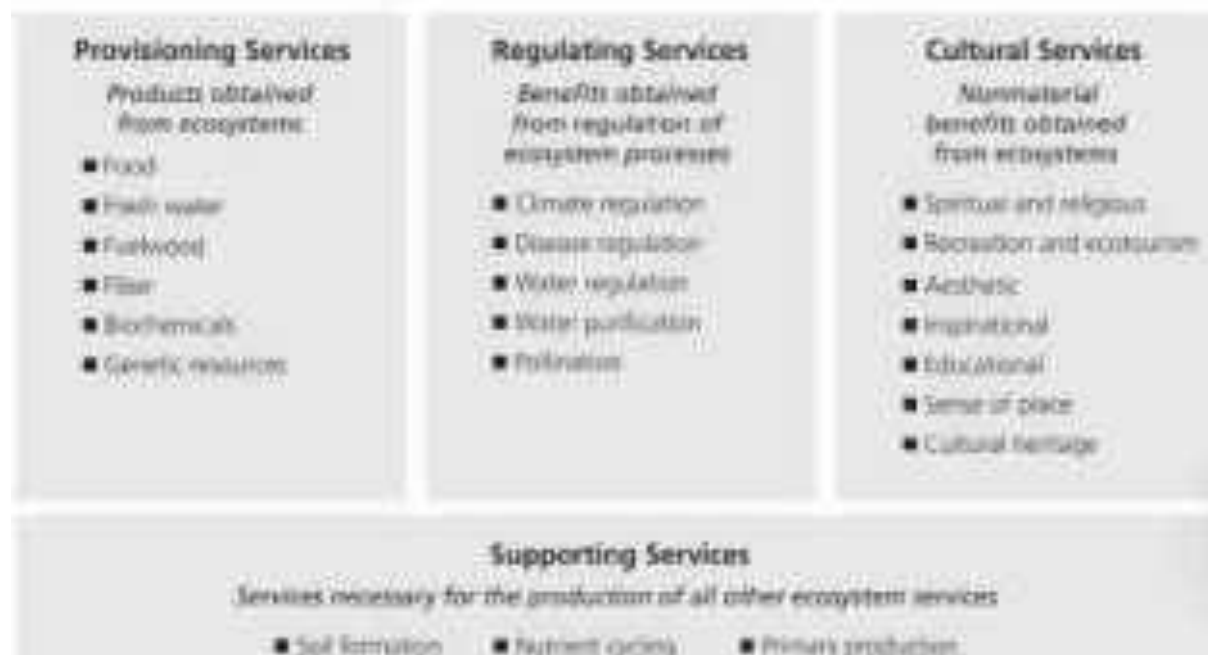 Provisioning Services
Products obtained
from ecosystems
■ Food
■ Fresh water
■ Fuelwood
■ Fiber
■ Biochemicals
■ Genetic resources
Regulating Services
Benefits obtained
from regulation of
ecosystem processes
■ Climate regulation
■ Disease regulation
■ Water regulation
■ Water purification
■ Pollination
Cultural Services
Nonmaterial
benefits obtained
from ecosystems
■ Spiritual and religious
■ Recreation and ecotourism
■ Aesthetic
■ Inspirational
■ Educational
■ Sense of place
■ Cultural heritage
Supporting Services
Services necessary for the production of all other ecosystem services
■ Soil formation ■ Nutrient cycling ■ Primary production